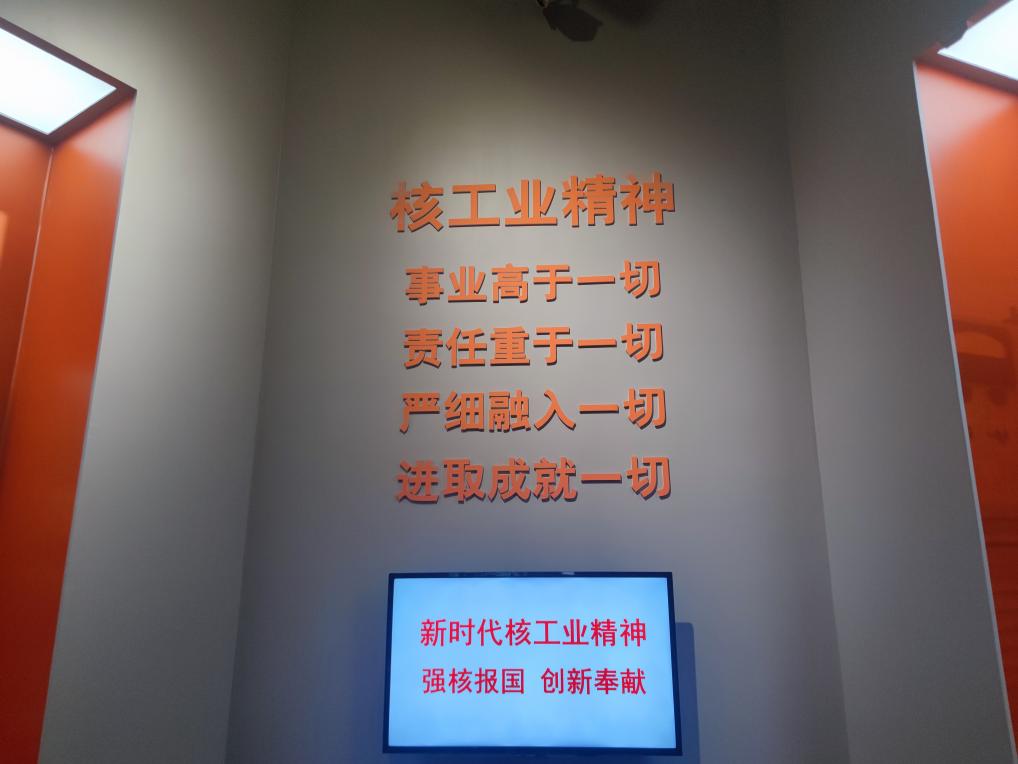 核工业精神
事业高于一切
责任重于一切
严细融入一切
进取成就一切
新时代核工业精神
强核报国 创新奉献